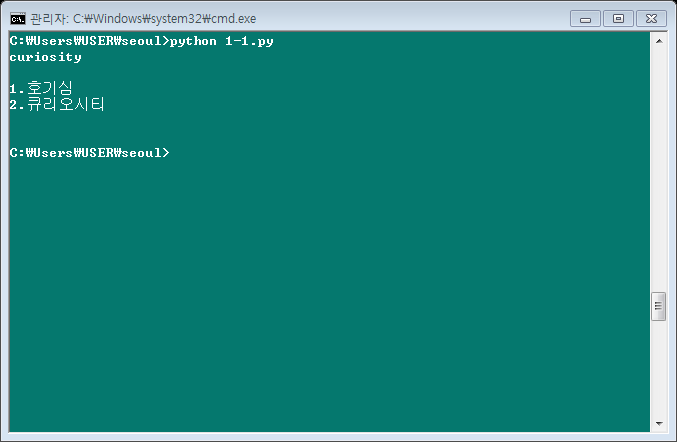 관리자: C:₩Windows₩system32₩cmd.exe
C:₩Users₩USER₩seoul>python 1-1.py
curiosity
1.호기심
2.큐리오시티
C:₩Users₩USER₩seoul>